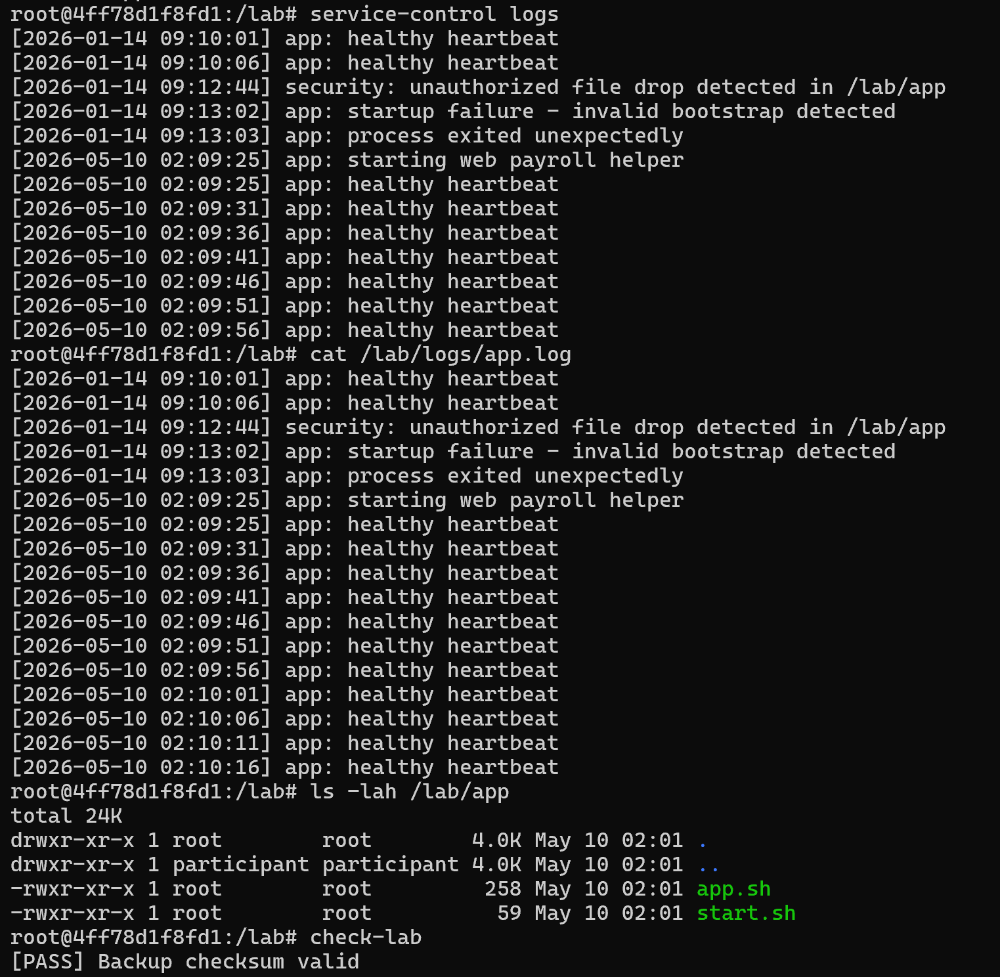 root@4ff78d1f8fd1:/lab# service-control logs
[2026-01-14 09:10:01] app: healthy heartbeat
[2026-01-14 09:10:06] app: healthy heartbeat
[2026-01-14 09:12:44] security: unauthorized file drop detected in /lab/app
[2026-01-14 09:13:02] app: startup failure - invalid bootstrap detected
[2026-01-14 09:13:03] app: process exited unexpectedly
[2026-05-10 02:09:25] app: starting web payroll helper
[2026-05-10 02:09:25] app: healthy heartbeat
[2026-05-10 02:09:31] app: healthy heartbeat
[2026-05-10 02:09:36] app: healthy heartbeat
[2026-05-10 02:09:41] app: healthy heartbeat
[2026-05-10 02:09:46] app: healthy heartbeat
[2026-05-10 02:09:51] app: healthy heartbeat
[2026-05-10 02:09:56] app: healthy heartbeat
root@4ff78d1f8fd1:/lab# cat /lab/logs/app.log
[2026-01-14 09:10:01] app: healthy heartbeat
[2026-01-14 09:10:06] app: healthy heartbeat
[2026-01-14 09:12:44] security: unauthorized file drop detected in /lab/app
[2026-01-14 09:13:02] app: startup failure - invalid bootstrap detected
[2026-01-14 09:13:03] app: process exited unexpectedly
[2026-05-10 02:09:25] app: starting web payroll helper
[2026-05-10 02:09:25] app: healthy heartbeat
[2026-05-10 02:09:31] app: healthy heartbeat
[2026-05-10 02:09:36] app: healthy heartbeat
[2026-05-10 02:09:41] app: healthy heartbeat
[2026-05-10 02:09:46] app: healthy heartbeat
[2026-05-10 02:09:51] app: healthy heartbeat
[2026-05-10 02:09:56] app: healthy heartbeat
[2026-05-10 02:10:01] app: healthy heartbeat
[2026-05-10 02:10:06] app: healthy heartbeat
[2026-05-10 02:10:11] app: healthy heartbeat
[2026-05-10 02:10:16] app: healthy heartbeat
root@4ff78d1f8fd1:/lab# ls -lah /lab/app
total 24K
drwxr-xr-x 1 root        root        4.0K May 10 02:01 .
drwxr-xr-x 1 participant participant 4.0K May 10 02:01 ..
-rwxr-xr-x 1 root        root         258 May 10 02:01 app.sh
-rwxr-xr-x 1 root        root          59 May 10 02:01 start.sh
root@4ff78d1f8fd1:/lab# check-lab
[PASS] Backup checksum valid